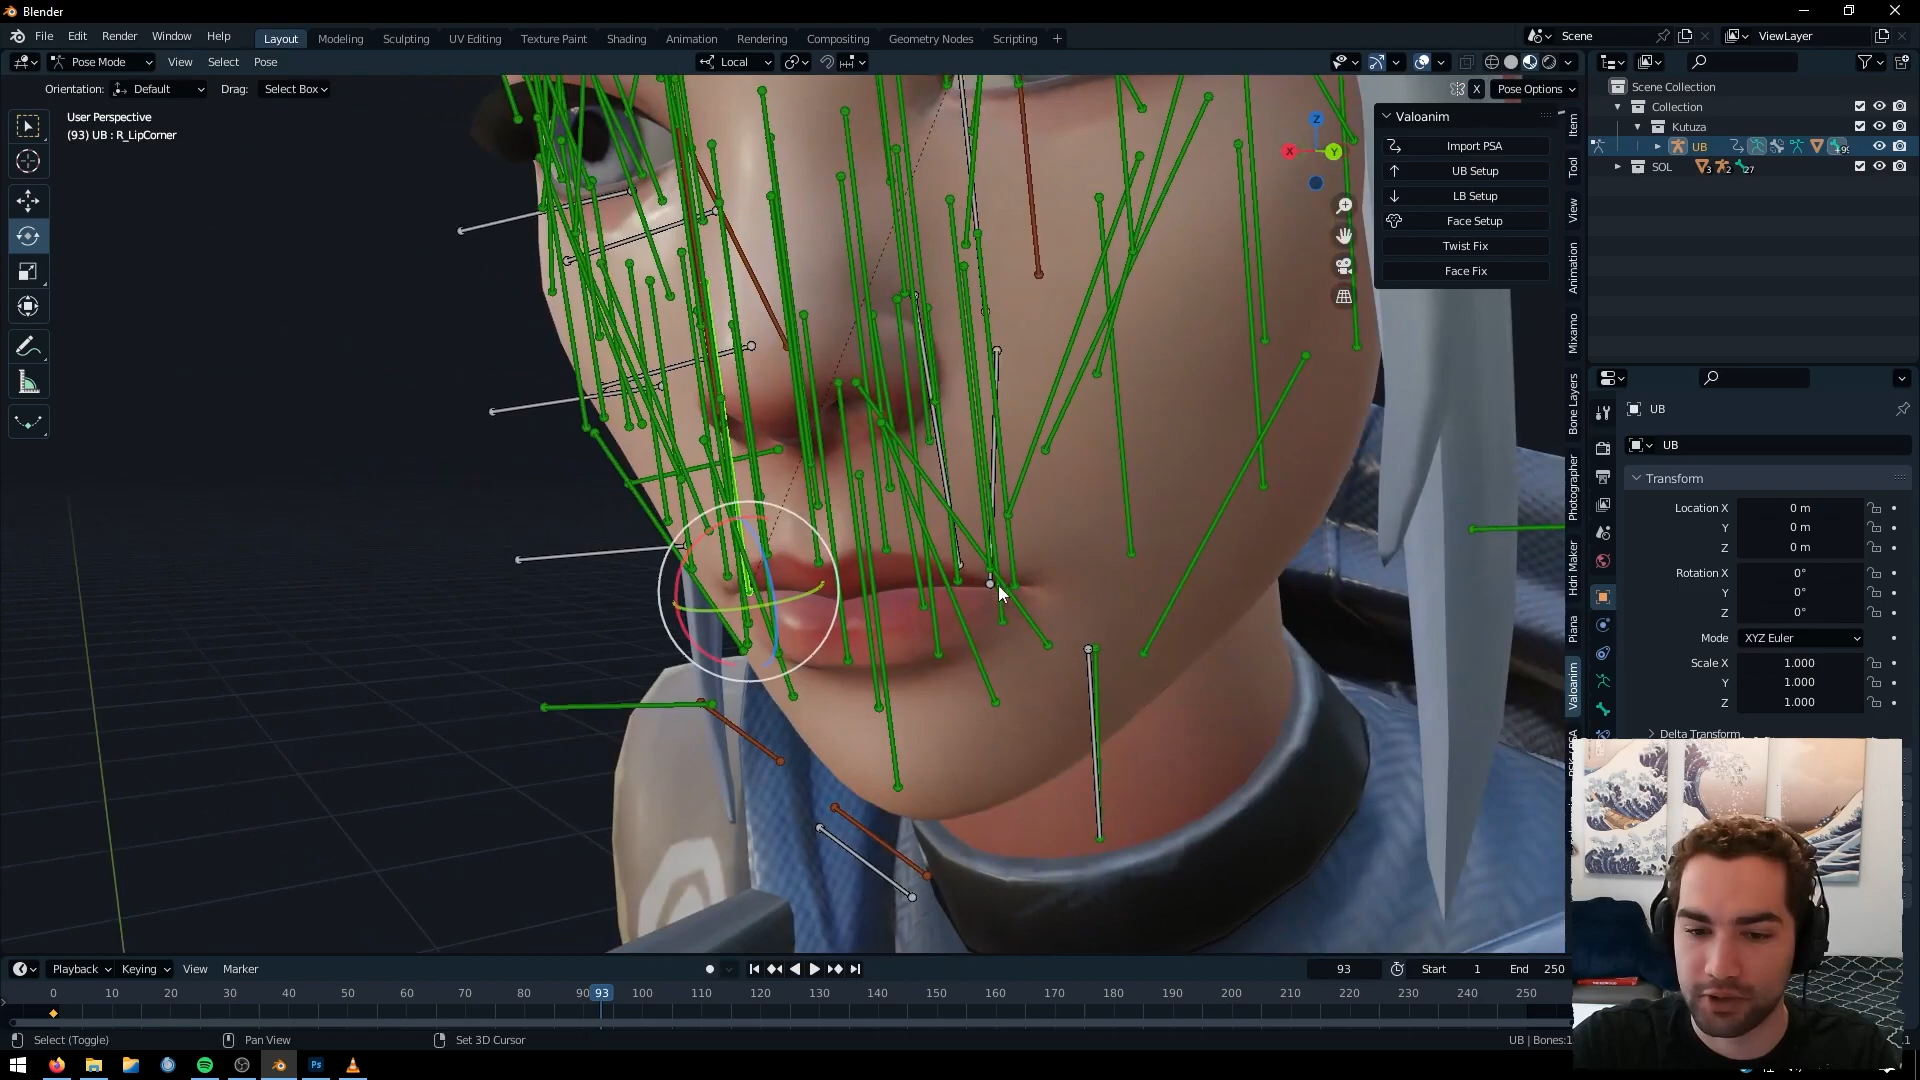 Blender
File Edit Render Window Help
Layout Modeling Sculpting UV Editing Texture Paint Shading Animation Rendering Compositing Geometry Nodes Scripting
Scene
ViewLayer
Pose Mode View Select Pose
Local
Orientation: Default Drag: Select Box
X Pose Options
User Perspective
(93) UB : R_LipCorner
Z
X
Y
Valoanim
Import PSA
UB Setup
LB Setup
Face Setup
Twist Fix
Face Fix
Item
Tool
View
Animation
Mixamo
Bone Layers
Photographer
Hdri Maker
Piana
Valoanim
Scene Collection
Collection
Kutuza
UB
SOL 3 2 27
UB
UB
Transform
Location X 0 m
Y 0 m
Z 0 m
Rotation X 0°
Y 0°
Z 0°
Mode XYZ Euler
Scale X 1.000
Y 1.000
Z 1.000
Delta Transform
Playback Keying View Marker
93 Start 1 End 250
0 10 20 30 40 50 60 70 80 90 93 100 110 120 130 140 150 160 170 180 190 200 210 220 230 240 250
Select (Toggle) Pan View Set 3D Cursor
UB | Bones:1
Ps